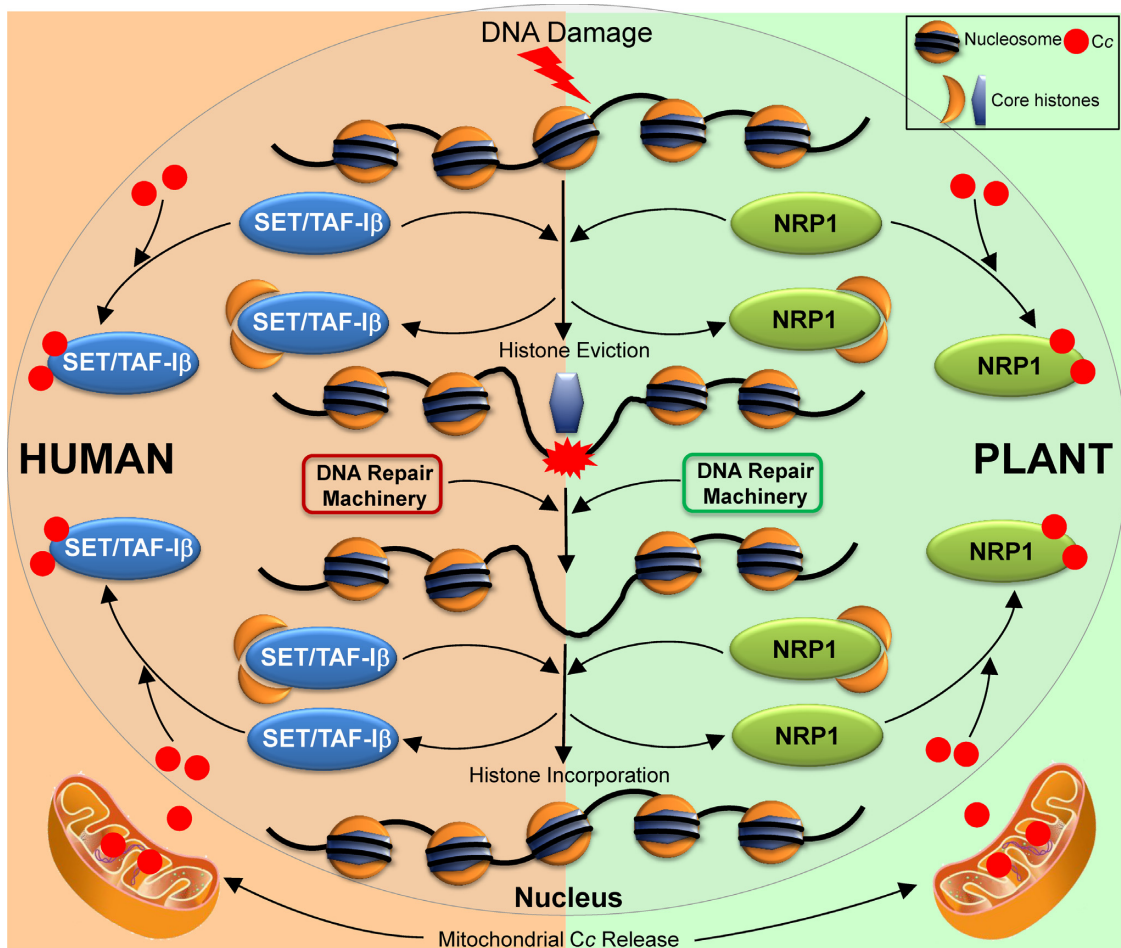 DNA Damage
Nucleosome
Cc
Core histones
SET/TAF-Iβ
NRP1
SET/TAF-Iβ
NRP1
SET/TAF-Iβ
Histone Eviction
NRP1
HUMAN
PLANT
DNA Repair
Machinery
DNA Repair
Machinery
SET/TAF-Iβ
NRP1
SET/TAF-Iβ
NRP1
SET/TAF-Iβ
NRP1
Histone Incorporation
Nucleus
Mitochondrial Cc Release